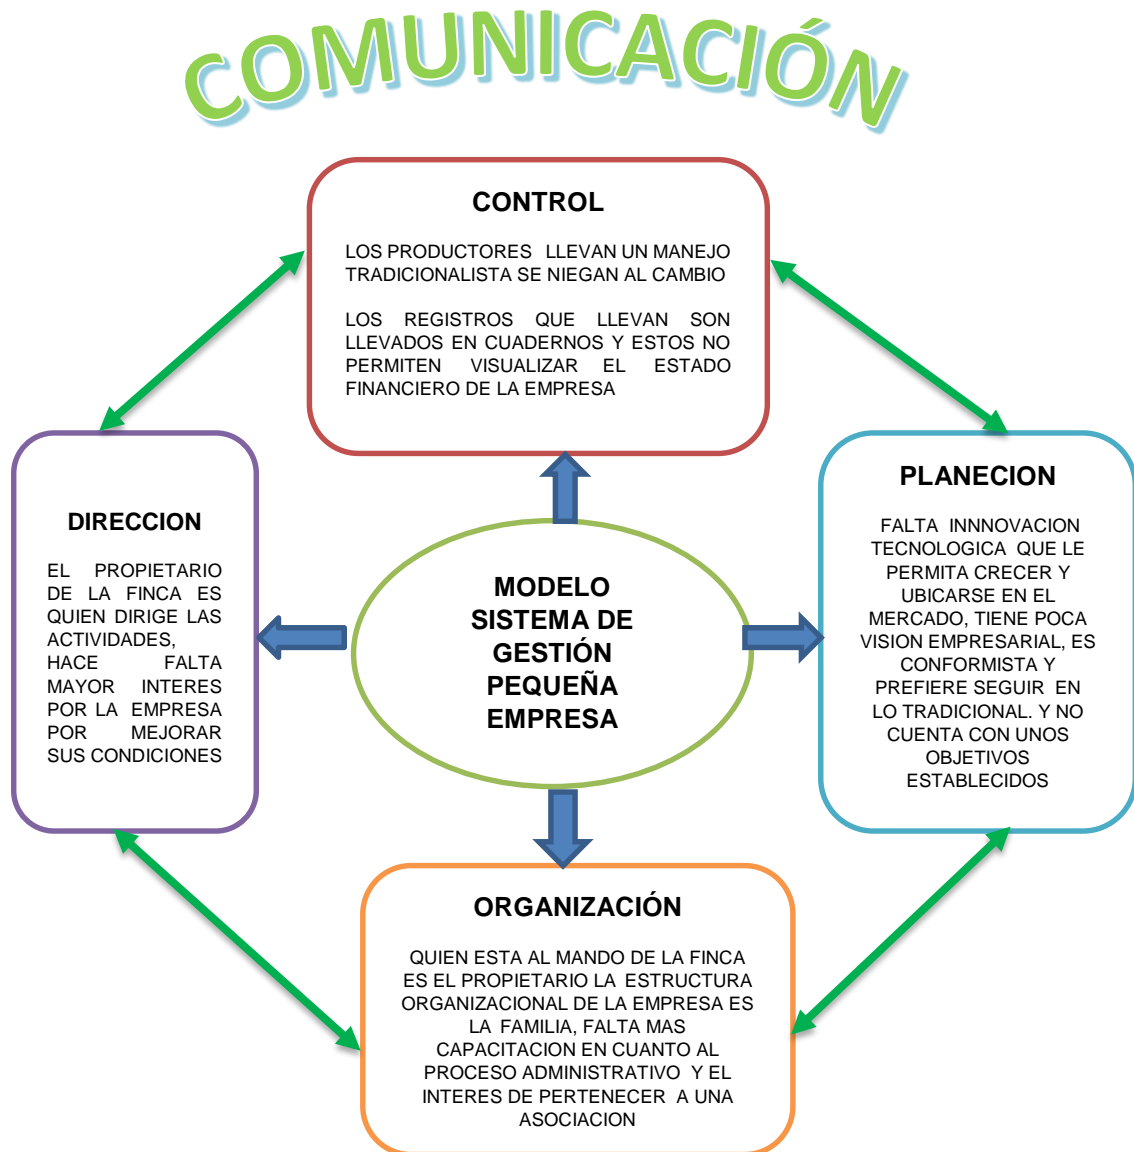 COMUNICACIÓN
CONTROL
LOS PRODUCTORES LLEVAN UN MANEJO
TRADICIONALISTA SE NIEGAN AL CAMBIO
LOS REGISTROS QUE LLEVAN SON
LLEVADOS EN CUADERNOS Y ESTOS NO
PERMITEN VISUALIZAR EL ESTADO
FINANCIERO DE LA EMPRESA
DIRECCION
EL PROPIETARIO
DE LA FINCA ES
QUIEN DIRIGE LAS
ACTIVIDADES,
HACE FALTA
MAYOR INTERES
POR LA EMPRESA
POR MEJORAR
SUS CONDICIONES
MODELO
SISTEMA DE
GESTIÓN
PEQUEÑA
EMPRESA
PLANECION
FALTA INNNOVACION
TECNOLOGICA QUE LE
PERMITA CRECER Y
UBICARSE EN EL
MERCADO, TIENE POCA
VISION EMPRESARIAL, ES
CONFORMISTA Y
PREFIERE SEGUIR EN
LO TRADICIONAL. Y NO
CUENTA CON UNOS
OBJETIVOS
ESTABLECIDOS
ORGANIZACIÓN
QUIEN ESTA AL MANDO DE LA FINCA
ES EL PROPIETARIO LA ESTRUCTURA
ORGANIZACIONAL DE LA EMPRESA ES
LA FAMILIA, FALTA MAS
CAPACITACION EN CUANTO AL
PROCESO ADMINISTRATIVO Y EL
INTERES DE PERTENECER A UNA
ASOCIACION